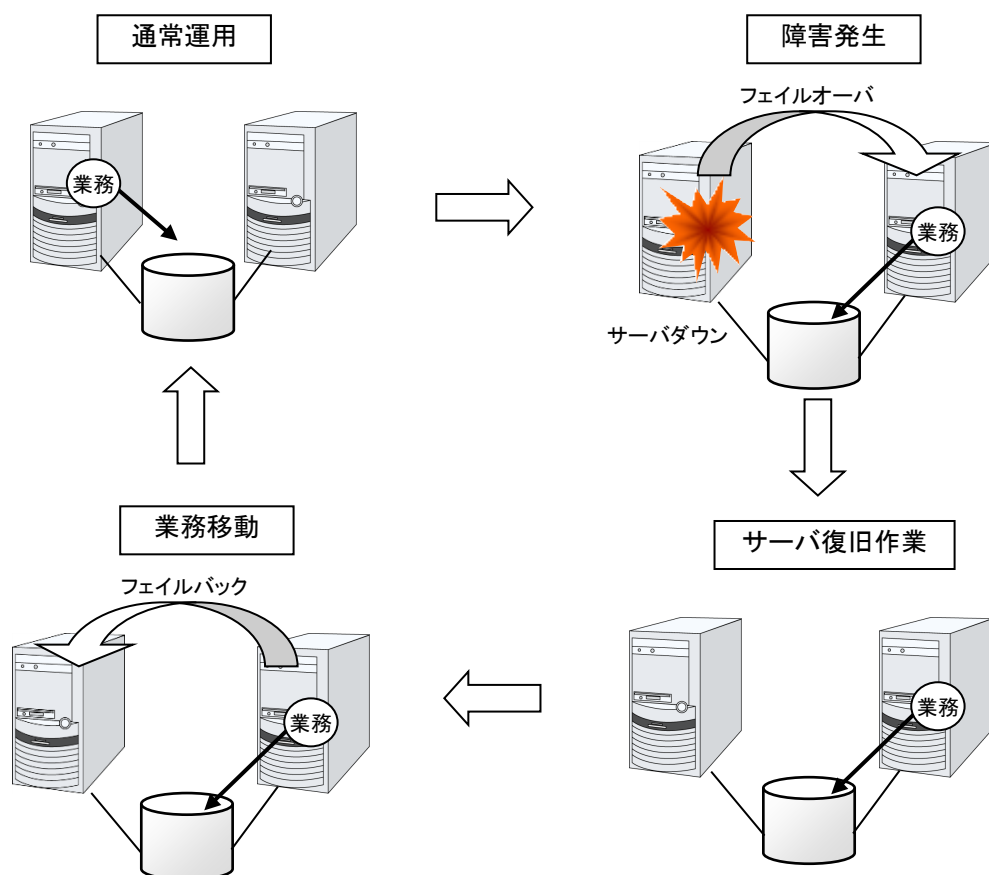 通常運用
業務
障害発生
フェイルオーバ
業務
サーバダウン
サーバ復旧作業
業務
業務移動
フェイルバック
業務